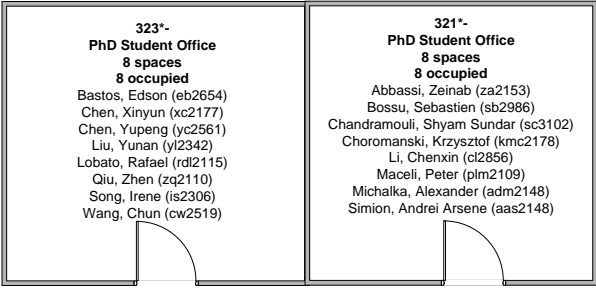 323*-
PhD Student Office
8 spaces
8 occupied
Bastos, Edson (eb2654)
Chen, Xinyun (xc2177)
Chen, Yupeng (yc2561)
Liu, Yunan (yl2342)
Lobato, Rafael (rdl2115)
Qiu, Zhen (zq2110)
Song, Irene (is2306)
Wang, Chun (cw2519)
321*-
PhD Student Office
8 spaces
8 occupied
Abbassi, Zeinab (za2153)
Bossu, Sebastien (sb2986)
Chandramouli, Shyam Sundar (sc3102)
Choromanski, Krzysztof (kmc2178)
Li, Chenxin (cl2856)
Maceli, Peter (plm2109)
Michalka, Alexander (adm2148)
Simion, Andrei Arsene (aas2148)